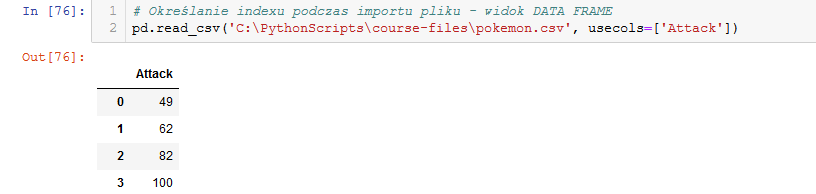 In [76]: 1 # Określanie indexu podczas importu pliku - widok DATA FRAME
2 pd.read_csv('C:\PythonScripts\course-files\pokemon.csv', usecols=['Attack'])
Out[76]:
Attack
0 49
1 62
2 82
3 100